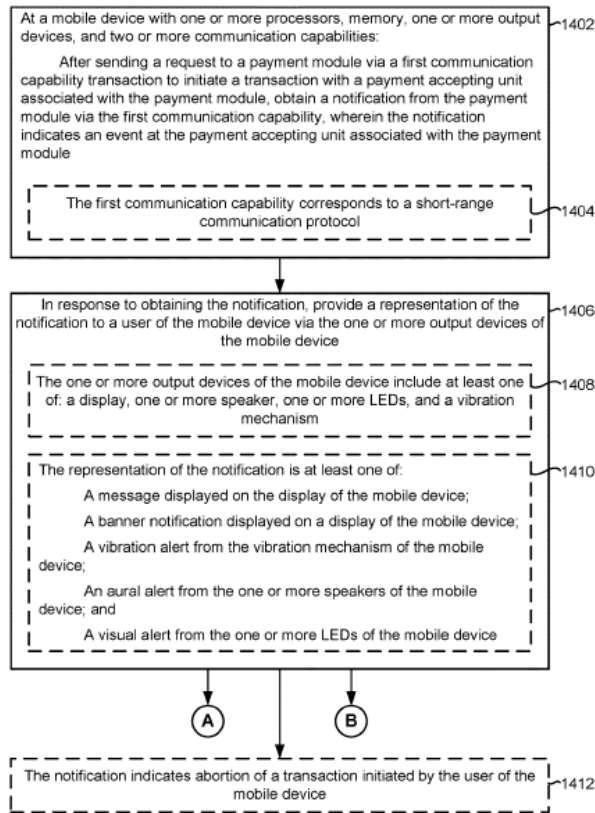 At a mobile device with one or more processors, memory, one or more output
devices, and two or more communication capabilities:
1402
After sending a request to a payment module via a first communication
capability transaction to initiate a transaction with a payment accepting unit
associated with the payment module, obtain a notification from the payment
module via the first communication capability, wherein the notification
indicates an event at the payment accepting unit associated with the payment
module
The first communication capability corresponds to a short-range
communication protocol
1404
In response to obtaining the notification, provide a representation of the
notification to a user of the mobile device via the one or more output devices of
the mobile device
1406
The one or more output devices of the mobile device include at least one
of: a display, one or more speaker, one or more LEDs, and a vibration
mechanism
1408
The representation of the notification is at least one of:
1410
A message displayed on the display of the mobile device;
A banner notification displayed on a display of the mobile device;
A vibration alert from the vibration mechanism of the mobile
device;
An aural alert from the one or more speakers of the mobile
device; and
A visual alert from the one or more LEDs of the mobile device
A
B
The notification indicates abortion of a transaction initiated by the user of the
mobile device
1412